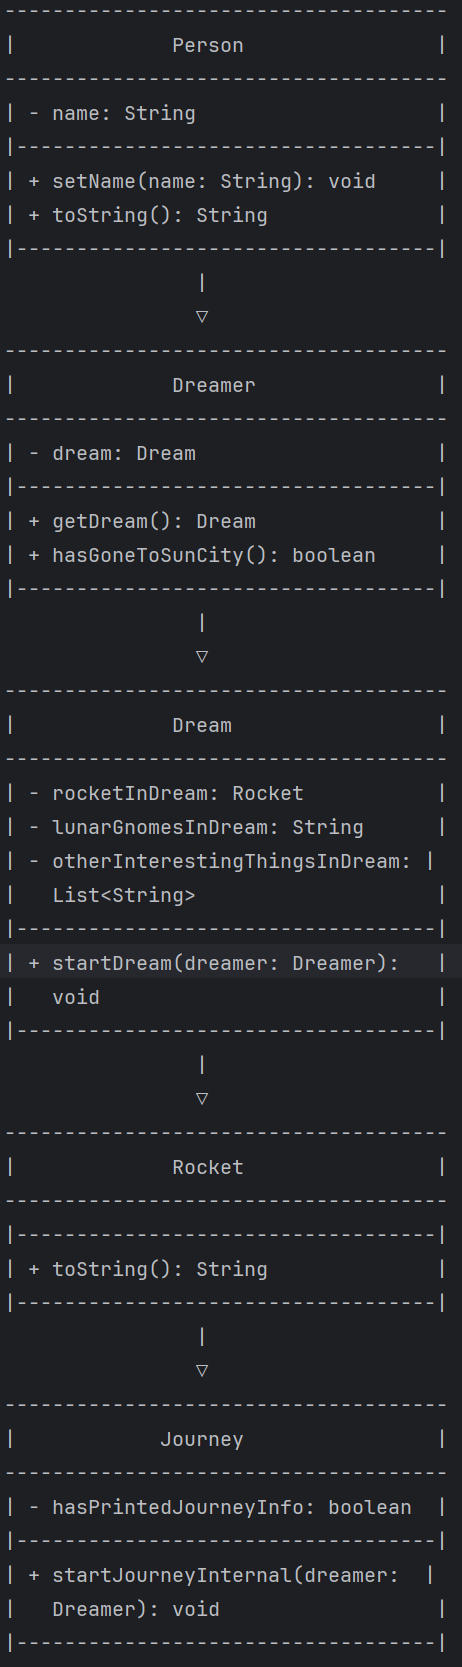 -------------------------------------
|             Person                |
-------------------------------------
| - name: String                    |
|-----------------------------------|
| + setName(name: String): void     |
| + toString(): String              |
|-----------------------------------|
                |
                ▽
-------------------------------------
|             Dreamer               |
-------------------------------------
| - dream: Dream                    |
|-----------------------------------|
| + getDream(): Dream               |
| + hasGoneToSunCity(): boolean     |
|-----------------------------------|
                |
                ▽
-------------------------------------
|             Dream                 |
-------------------------------------
| - rocketInDream: Rocket           |
| - lunarGnomesInDream: String      |
| - otherInterestingThingsInDream: |
|   List<String>                    |
|-----------------------------------|
| + startDream(dreamer: Dreamer):   |
|   void                            |
|-----------------------------------|
                |
                ▽
-------------------------------------
|             Rocket                |
-------------------------------------
|-----------------------------------|
| + toString(): String              |
|-----------------------------------|
                |
                ▽
-------------------------------------
|            Journey                |
-------------------------------------
| - hasPrintedJourneyInfo: boolean  |
|-----------------------------------|
| + startJourneyInternal(dreamer:  |
|   Dreamer): void                  |
|-----------------------------------|